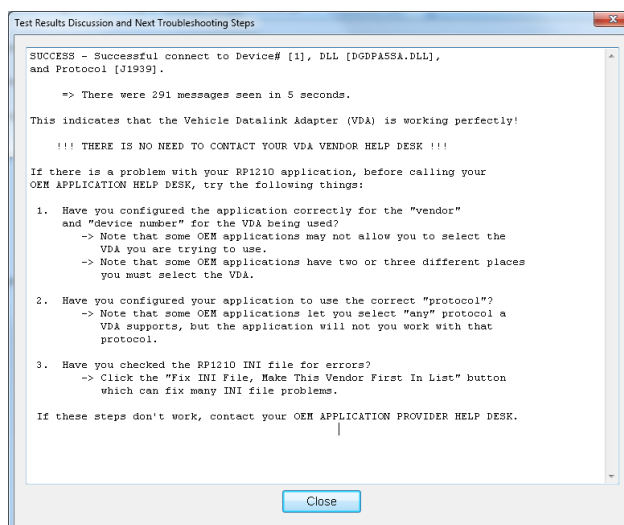 Test Results Discussion and Next Troubleshooting Steps
SUCCESS - Successful connect to Device# [1], DLL [DGDPA5SA.DLL],
and Protocol [J1939].
=> There were 291 messages seen in 5 seconds.
This indicates that the Vehicle Datalink Adapter (VDA) is working perfectly!
!!! THERE IS NO NEED TO CONTACT YOUR VDA VENDOR HELP DESK !!!
If there is a problem with your RP1210 application, before calling your
OEM APPLICATION HELP DESK, try the following things:
1. Have you configured the application correctly for the "vendor"
and "device number" for the VDA being used?
-> Note that some OEM applications may not allow you to select the
VDA you are trying to use.
-> Note that some OEM applications have two or three different places
you must select the VDA.
2. Have you configured your application to use the correct "protocol"?
-> Note that some OEM applications let you select "any" protocol a
VDA supports, but the application will not you work with that
protocol.
3. Have you checked the RP1210 INI file for errors?
-> Click the "Fix INI File, Make This Vendor First In List" button
which can fix many INI file problems.
If these steps don't work, contact your OEM APPLICATION PROVIDER HELP DESK.
Close